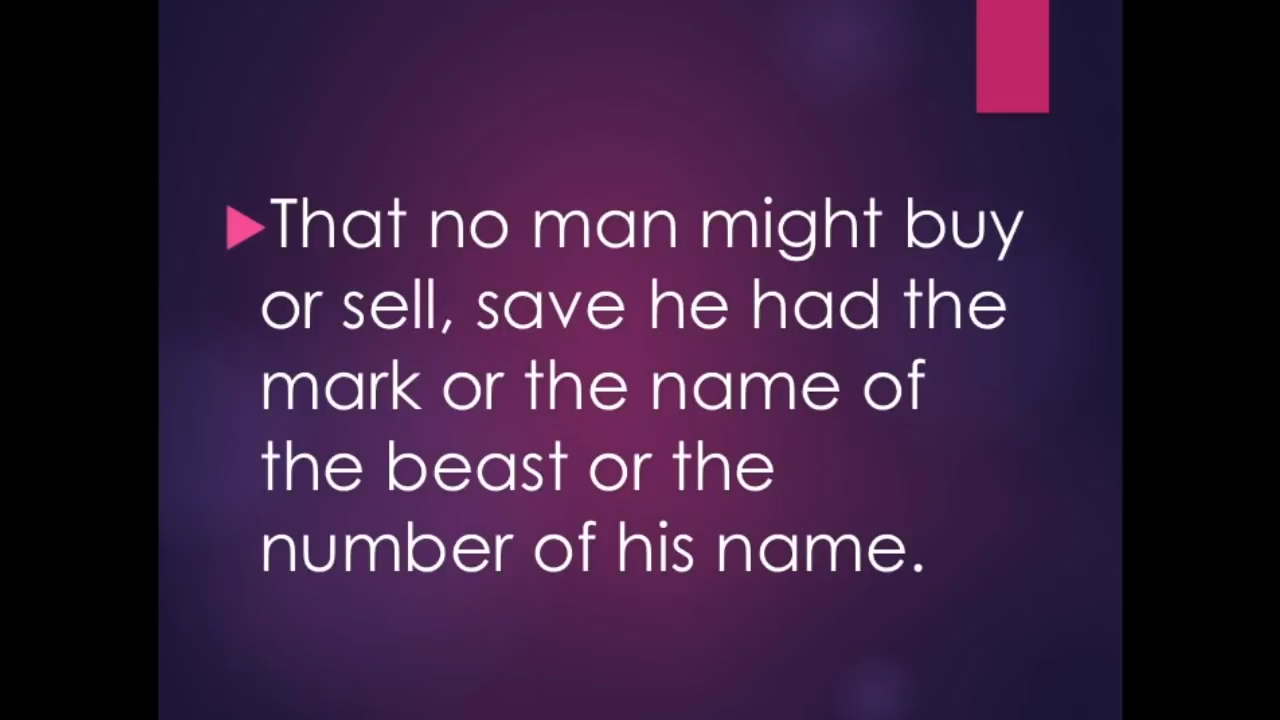 That no man might buy
or sell, save he had the
mark or the name of
the beast or the
number of his name.